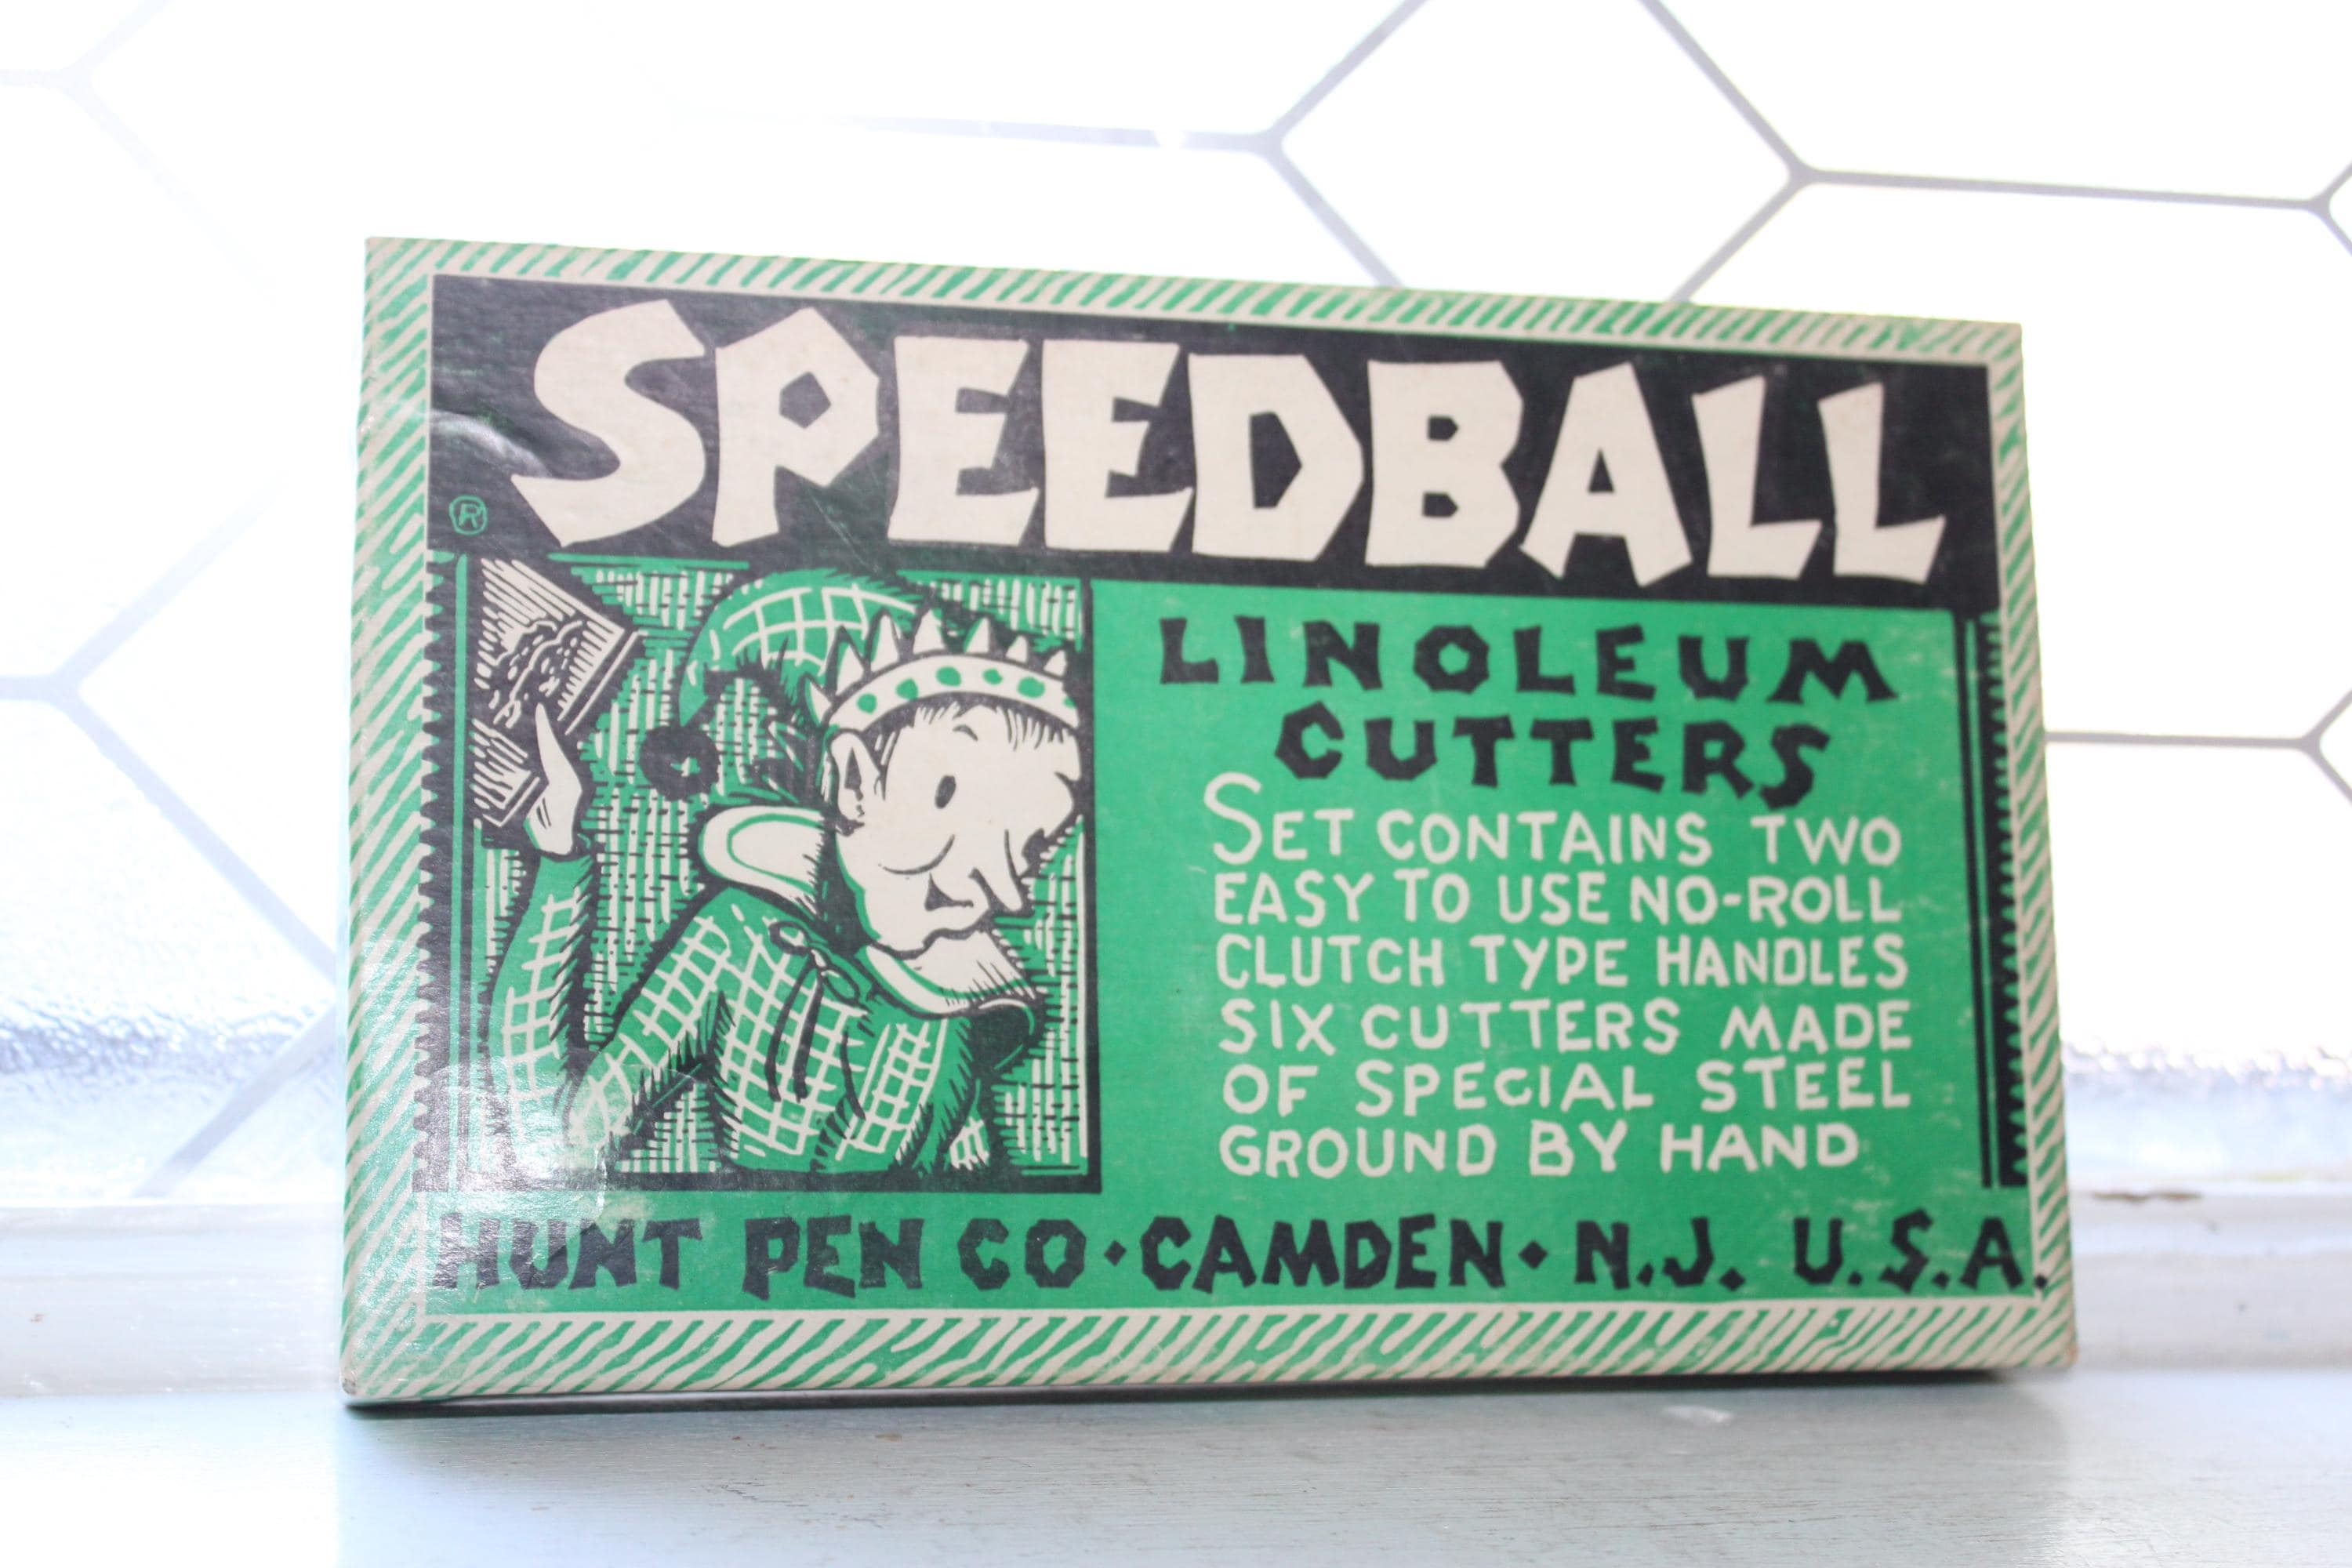 SPEEDBALL
®
LINOLEUM
CUTTERS
SET CONTAINS TWO
EASY TO USE NO-ROLL
CLUTCH TYPE HANDLES
SIX CUTTERS MADE
OF SPECIAL STEEL
GROUND BY HAND
HUNT PEN CO • CAMDEN • N.J. U.S.A.